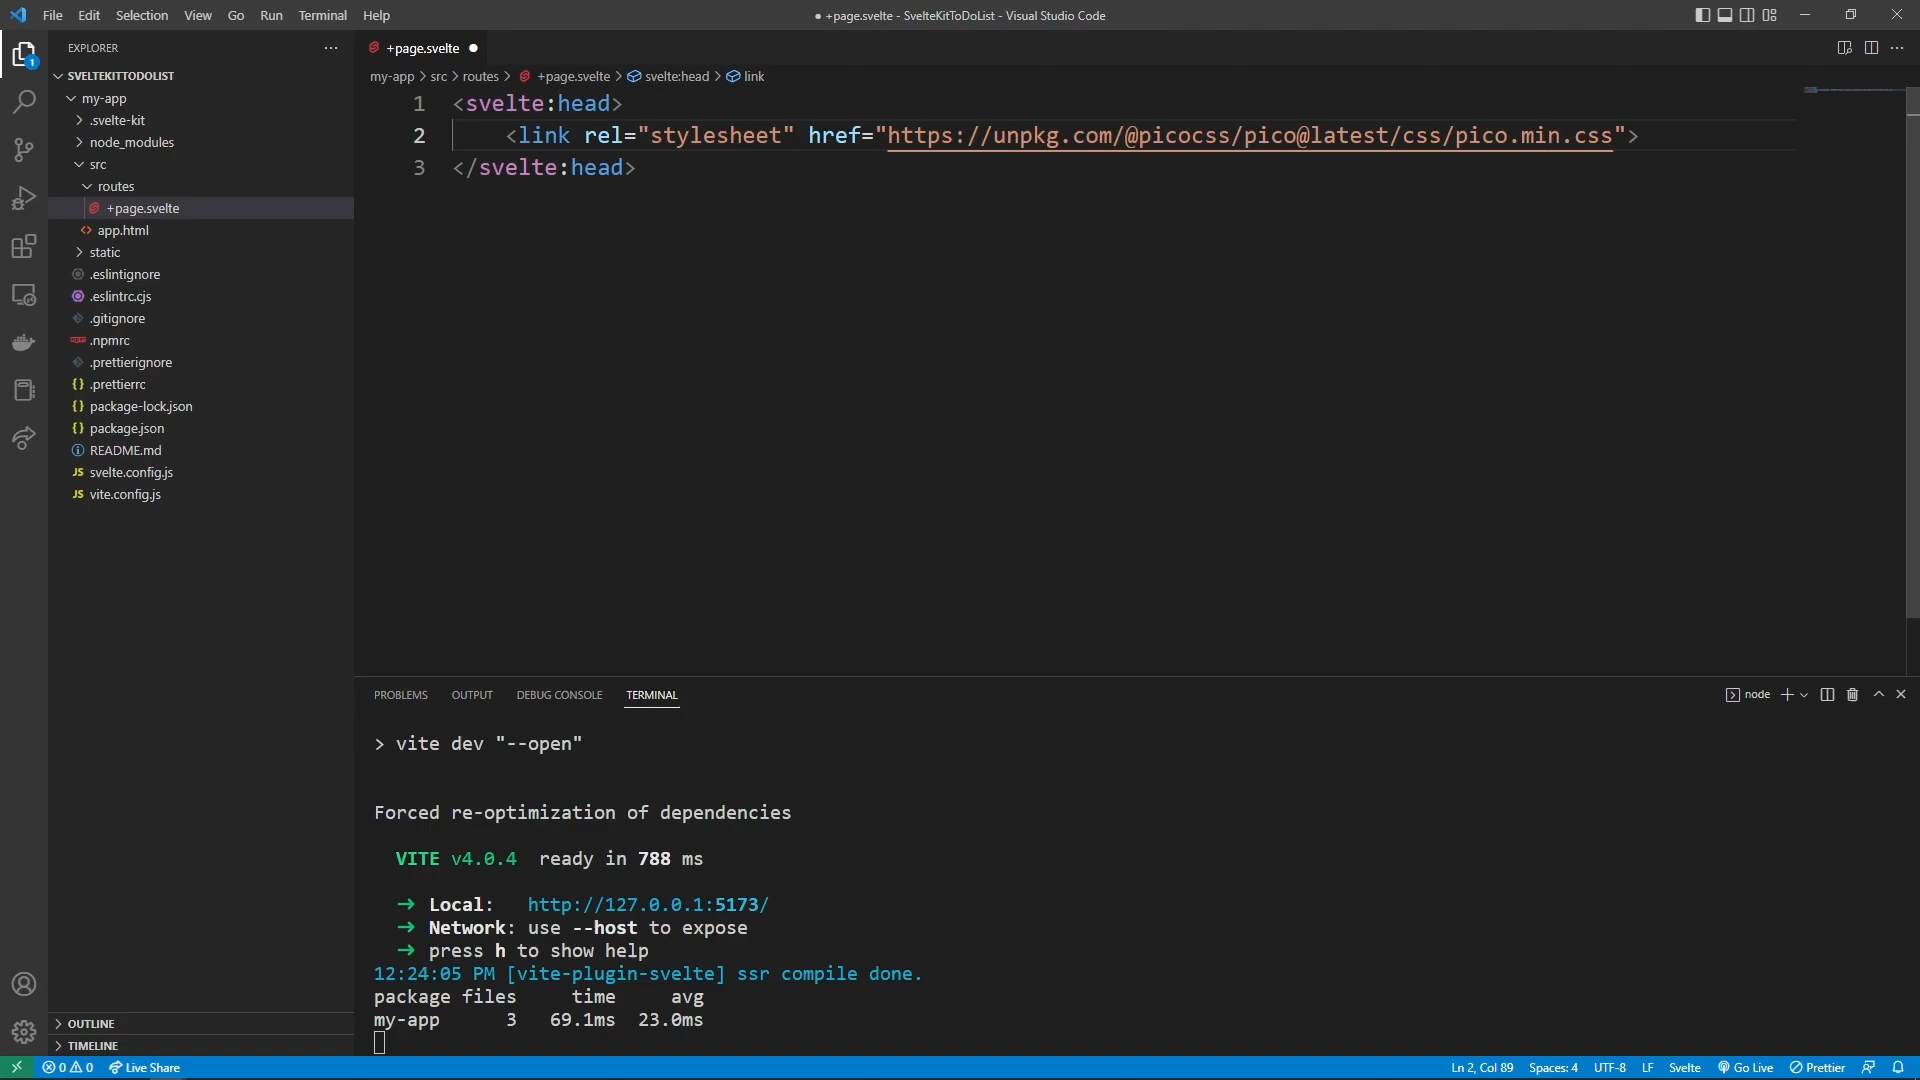 File Edit Selection View Go Run Terminal Help
● +page.svelte - SvelteKitToDoList - Visual Studio Code
1
EXPLORER
SVELTEKITTODOLIST
my-app
.svelte-kit
node_modules
src
routes
+page.svelte
app.html
static
.eslintignore
.eslintrc.cjs
.gitignore
.npmrc
.prettierignore
.prettierrc
package-lock.json
package.json
README.md
svelte.config.js
vite.config.js
OUTLINE
TIMELINE
+page.svelte
my-app > src > routes > +page.svelte > svelte:head > link
1 <svelte:head>
2 <link rel="stylesheet" href="https://unpkg.com/@picocss/pico@latest/css/pico.min.css">
3 </svelte:head>
PROBLEMS OUTPUT DEBUG CONSOLE TERMINAL
node
> vite dev "--open"
Forced re-optimization of dependencies
VITE v4.0.4 ready in 788 ms
➜ Local: http://127.0.0.1:5173/
➜ Network: use --host to expose
➜ press h to show help
12:24:05 PM [vite-plugin-svelte] ssr compile done.
package files time avg
my-app 3 69.1ms 23.0ms
0 0 Live Share
Ln 2, Col 89 Spaces: 4 UTF-8 LF Svelte Go Live Prettier